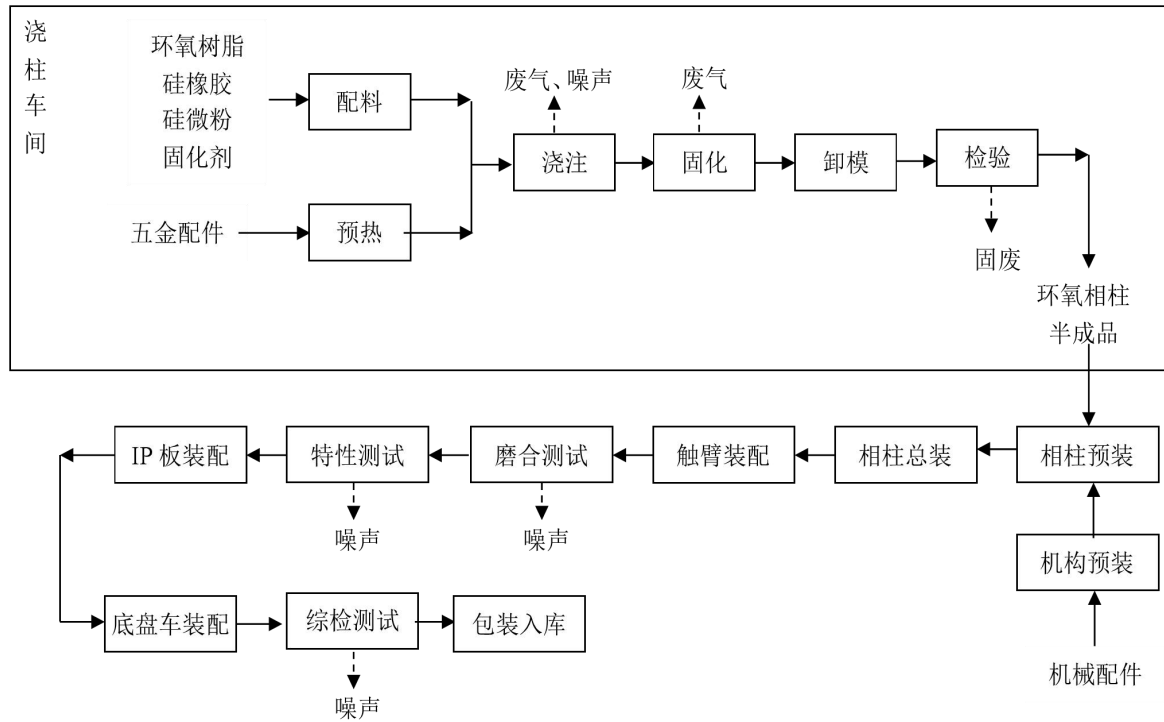 浇柱车间
环氧树脂
硅橡胶
硅微粉
固化剂
配料
五金配件
预热
废气、噪声
浇注
废气
固化
卸模
检验
固废
环氧相柱
半成品
相柱预装
机构预装
机械配件
相柱总装
触臂装配
磨合测试
噪声
特性测试
噪声
IP 板装配
底盘车装配
综检测试
噪声
包装入库